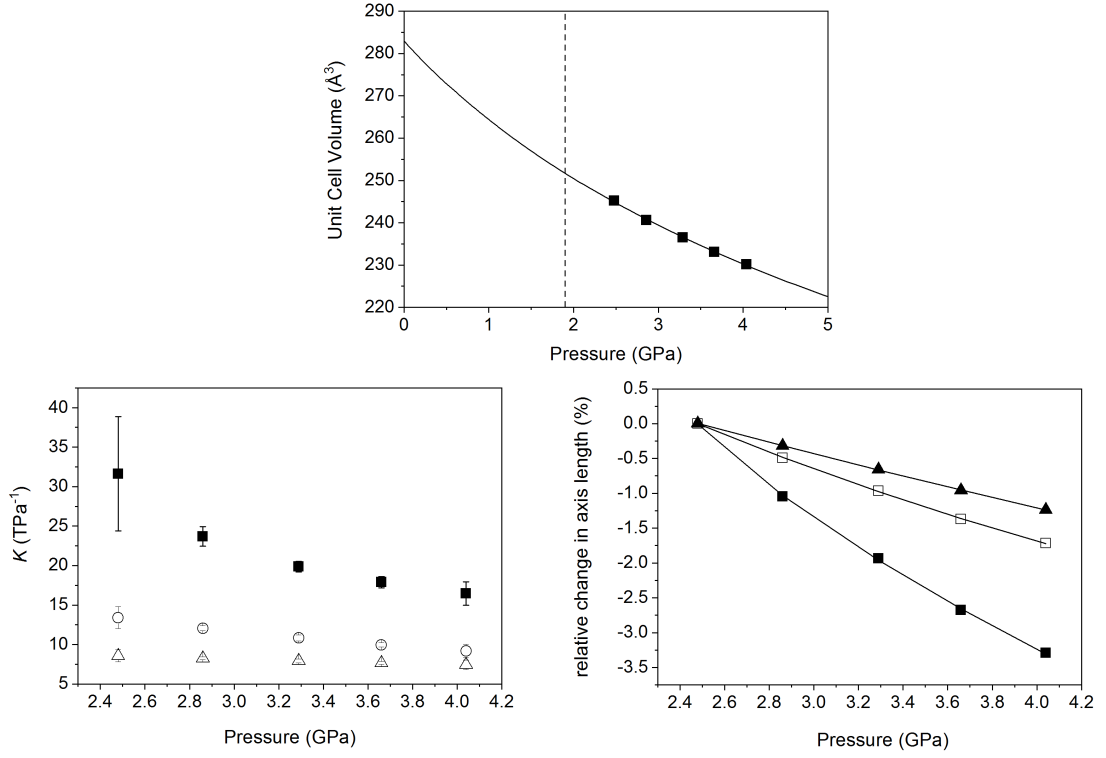 290
280
270
260
250
240
230
220
Unit Cell Volume (Å³)
0 1 2 3 4 5
Pressure (GPa)
40
35
30
25
20
15
10
5
K (TPa⁻¹)
2.4 2.6 2.8 3.0 3.2 3.4 3.6 3.8 4.0 4.2
Pressure (GPa)
0.5
0.0
-0.5
-1.0
-1.5
-2.0
-2.5
-3.0
-3.5
relative change in axis length (%)
2.4 2.6 2.8 3.0 3.2 3.4 3.6 3.8 4.0 4.2
Pressure (GPa)